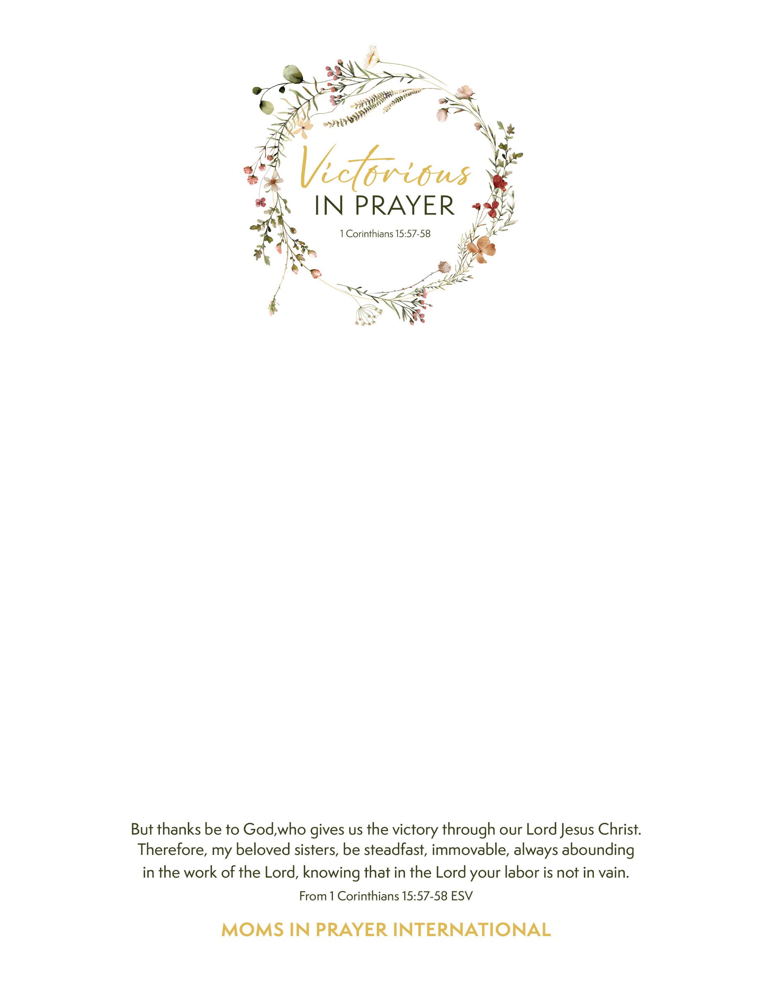 Victorious
IN PRAYER
1 Corinthians 15:57-58
But thanks be to God,who gives us the victory through our Lord Jesus Christ.
Therefore, my beloved sisters, be steadfast, immovable, always abounding
in the work of the Lord, knowing that in the Lord your labor is not in vain.
From 1 Corinthians 15:57-58 ESV
MOMS IN PRAYER INTERNATIONAL